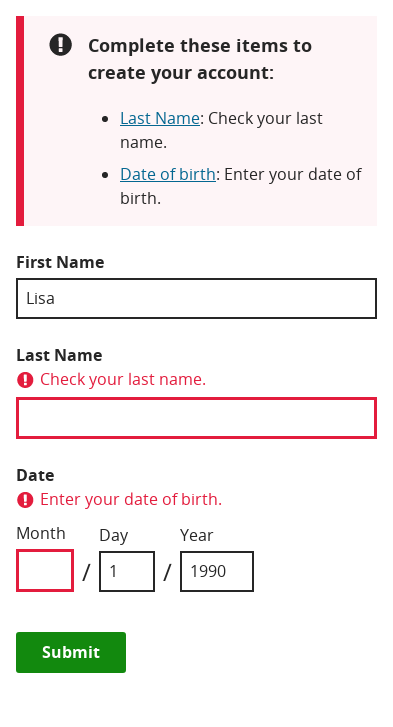 Complete these items to
create your account:
Last Name: Check your last
name.
Date of birth: Enter your date of
birth.
First Name
Lisa
Last Name
Check your last name.
Date
Enter your date of birth.
Month
Day
Year
/
1
/
1990
Submit